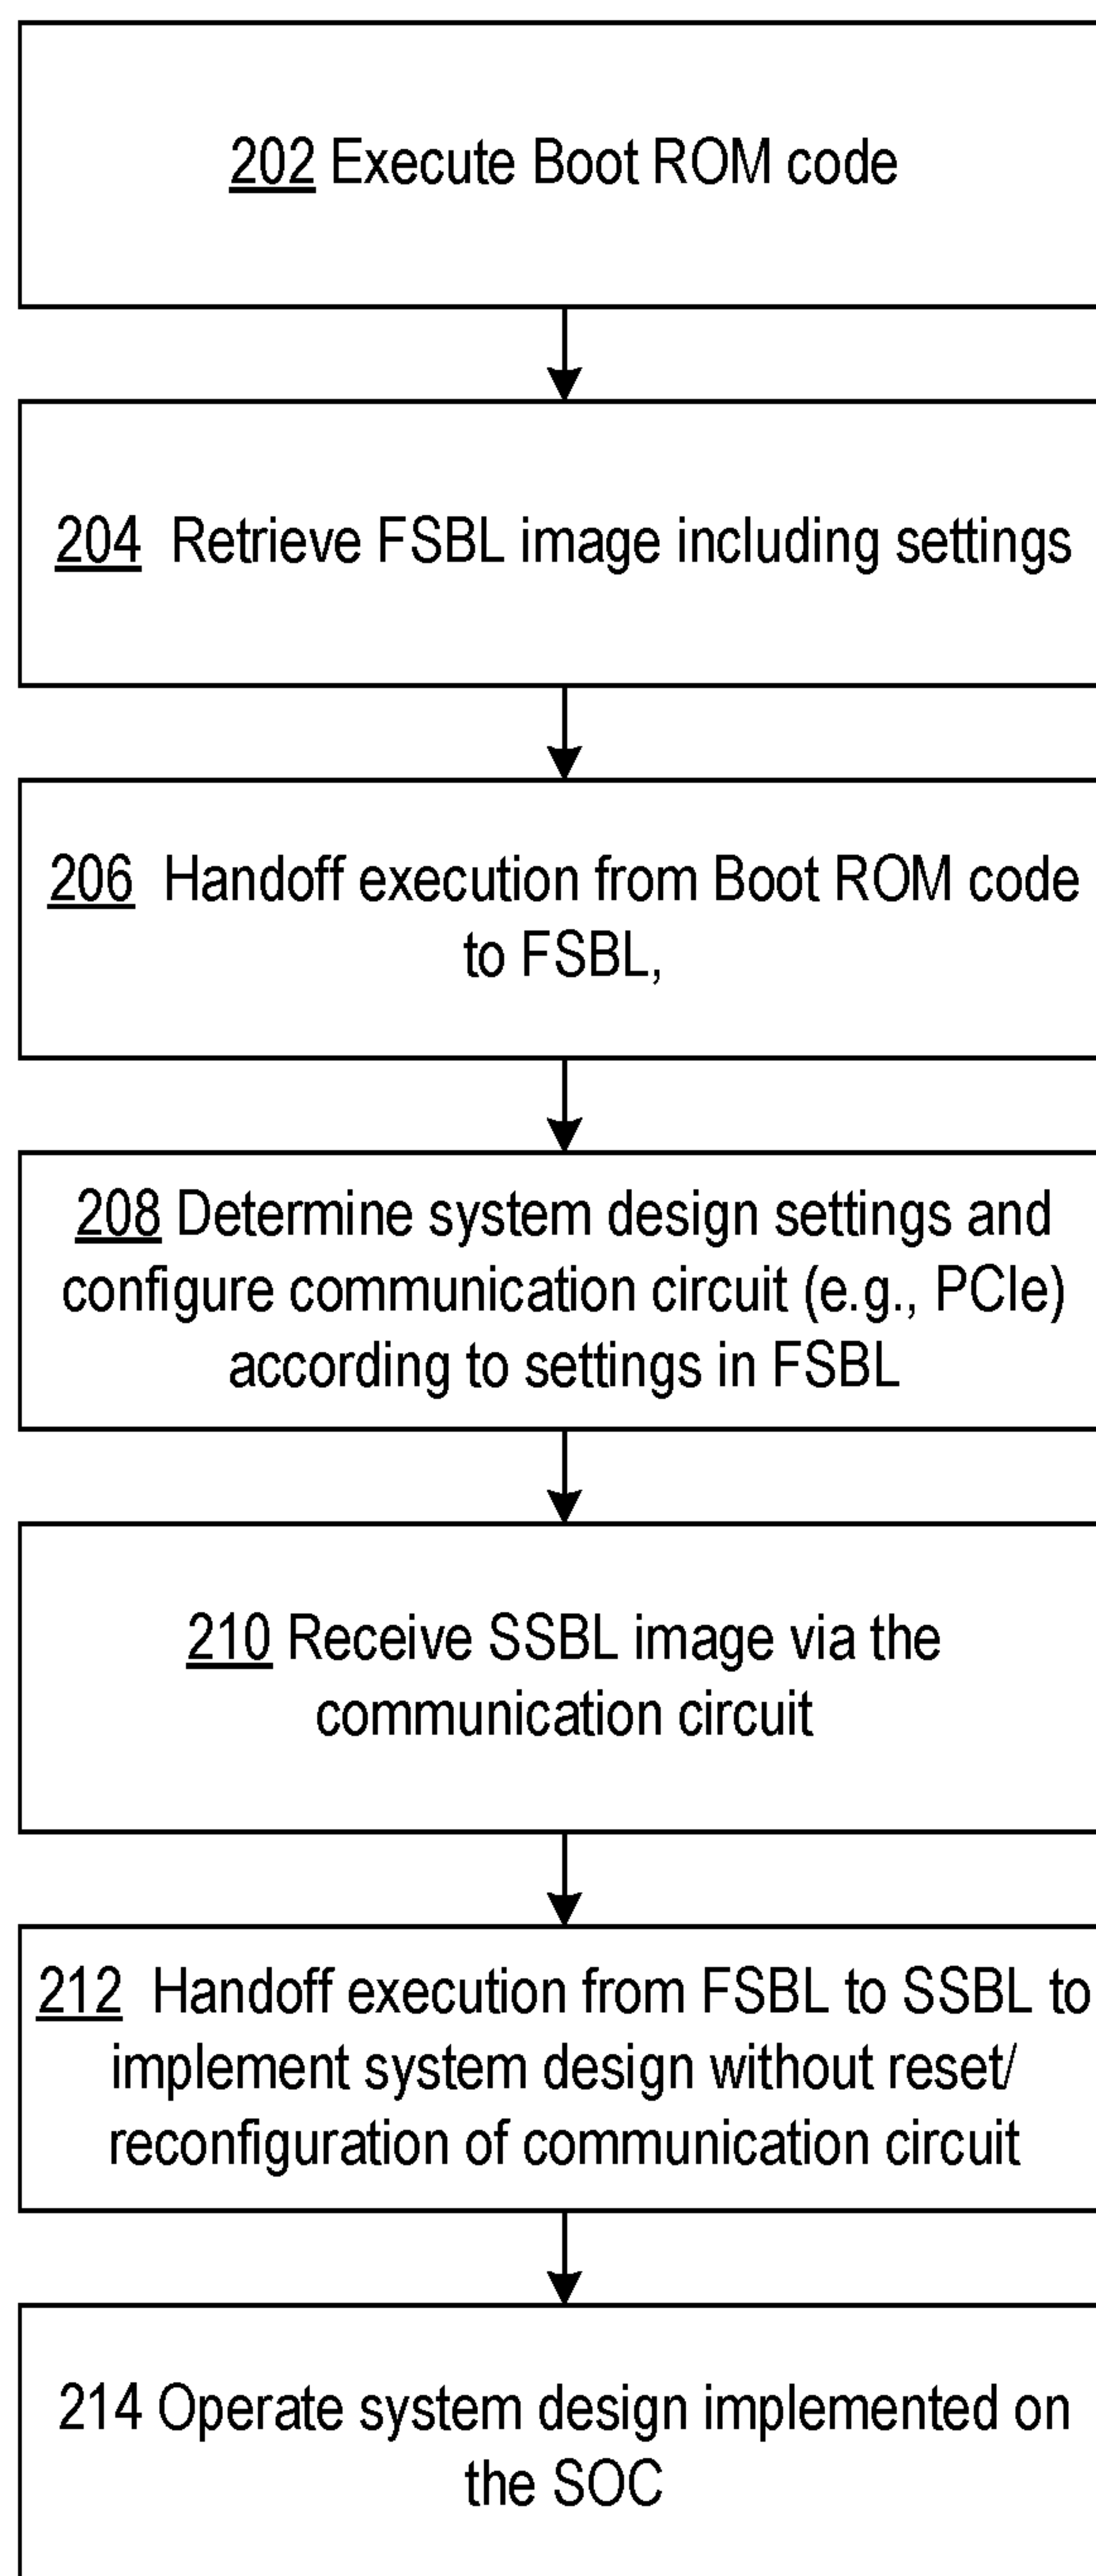 202 Execute Boot ROM code
204 Retrieve FSBL image including settings
206 Handoff execution from Boot ROM code
to FSBL,
208 Determine system design settings and
configure communication circuit (e.g., PCIe)
according to settings in FSBL
210 Receive SSBL image via the
communication circuit
212 Handoff execution from FSBL to SSBL to
implement system design without reset/
reconfiguration of communication circuit
214 Operate system design implemented on
the SOC